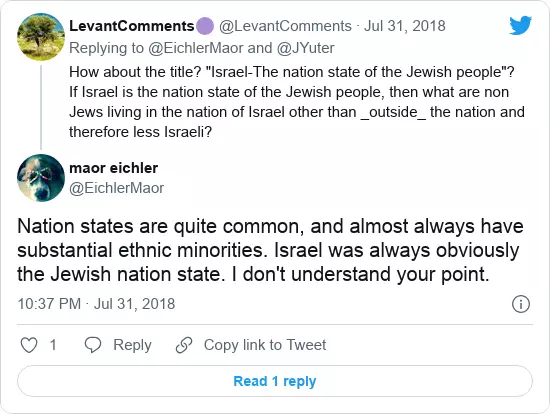 LevantComments🟣 @LevantComments · Jul 31, 2018
Replying to @EichlerMaor and @JYuter
How about the title? "Israel-The nation state of the Jewish people"?
If Israel is the nation state of the Jewish people, then what are non
Jews living in the nation of Israel other than _outside_ the nation and
therefore less Israeli?
maor eichler
@EichlerMaor
Nation states are quite common, and almost always have
substantial ethnic minorities. Israel was always obviously
the Jewish nation state. I don't understand your point.
10:37 PM · Jul 31, 2018
1 Reply Copy link to Tweet
Read 1 reply